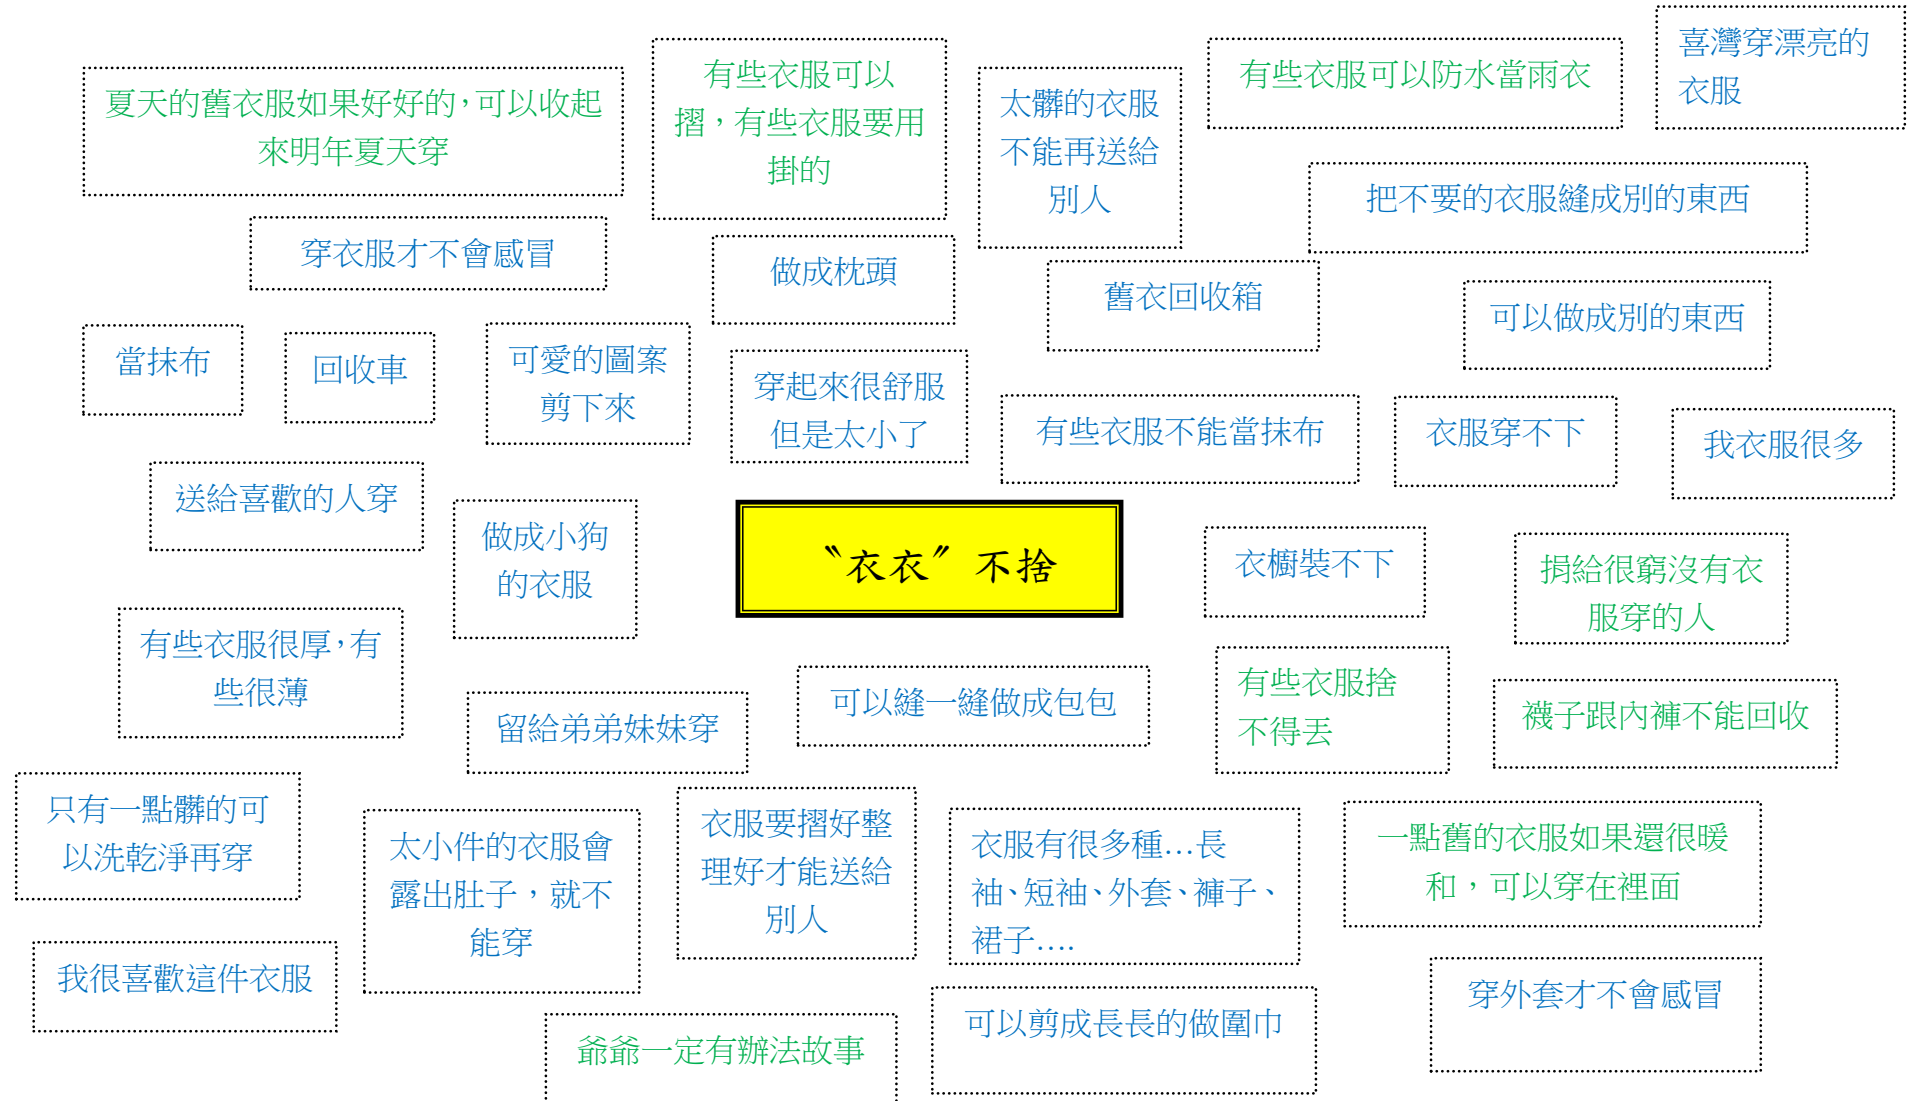 夏天的舊衣服如果好好的，可以收起
來明年夏天穿
有些衣服可以
摺，有些衣服要用
掛的
太髒的衣服
不能再送給
別人
有些衣服可以防水當雨衣
喜灣穿漂亮的
衣服
把不要的衣服縫成別的東西
穿衣服才不會感冒
做成枕頭
舊衣回收箱
可以做成別的東西
當抹布
回收車
可愛的圖案
剪下來
穿起來很舒服
但是太小了
有些衣服不能當抹布
衣服穿不下
我衣服很多
送給喜歡的人穿
做成小狗
的衣服
〝衣衣〞不捨
衣櫥裝不下
捐給很窮沒有衣
服穿的人
有些衣服很厚，有
些很薄
留給弟弟妹妹穿
可以縫一縫做成包包
有些衣服捨
不得丟
襪子跟內褲不能回收
只有一點髒的可
以洗乾淨再穿
太小件的衣服會
露出肚子，就不
能穿
衣服要摺好整
理好才能送給
別人
衣服有很多種…長
袖、短袖、外套、褲子、
裙子….
一點舊的衣服如果還很暖
和，可以穿在裡面
我很喜歡這件衣服
爺爺一定有辦法故事
可以剪成長長的做圍巾
穿外套才不會感冒